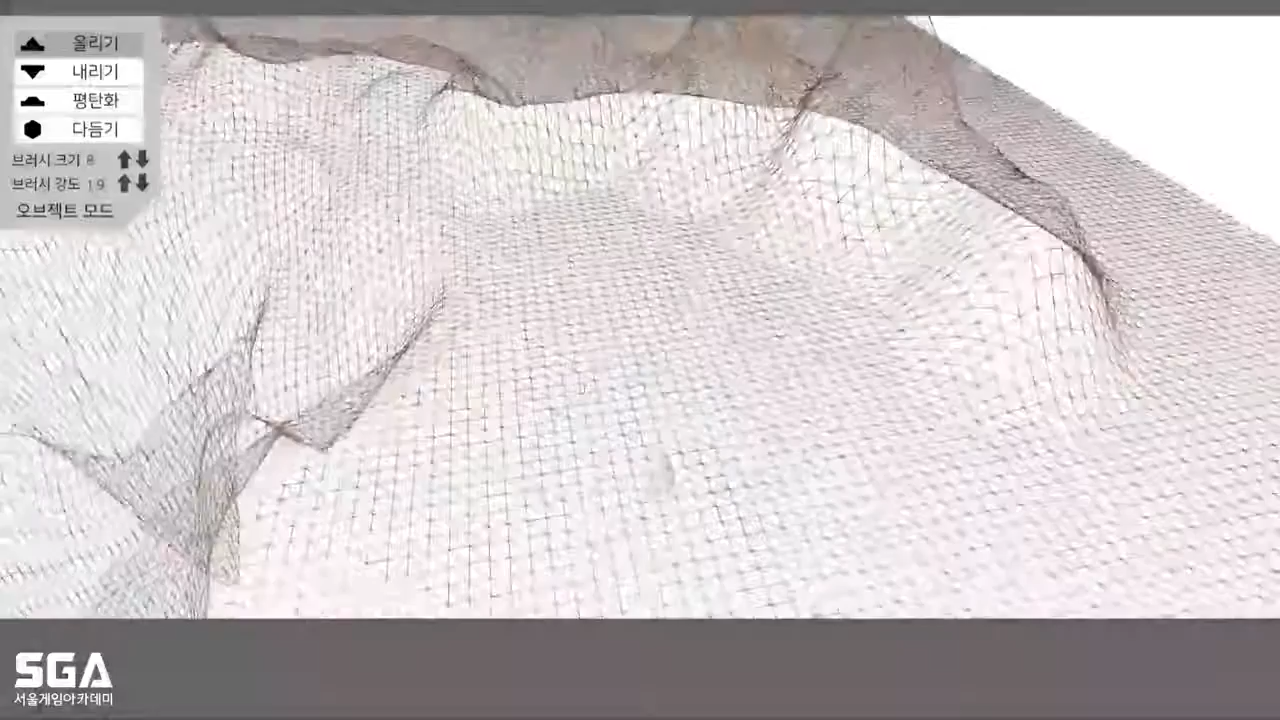 올리기
내리기
평탄화
다듬기
브러시 크기 8
브러시 강도 19
오브젝트 모드
SGA
서울게임아카데미